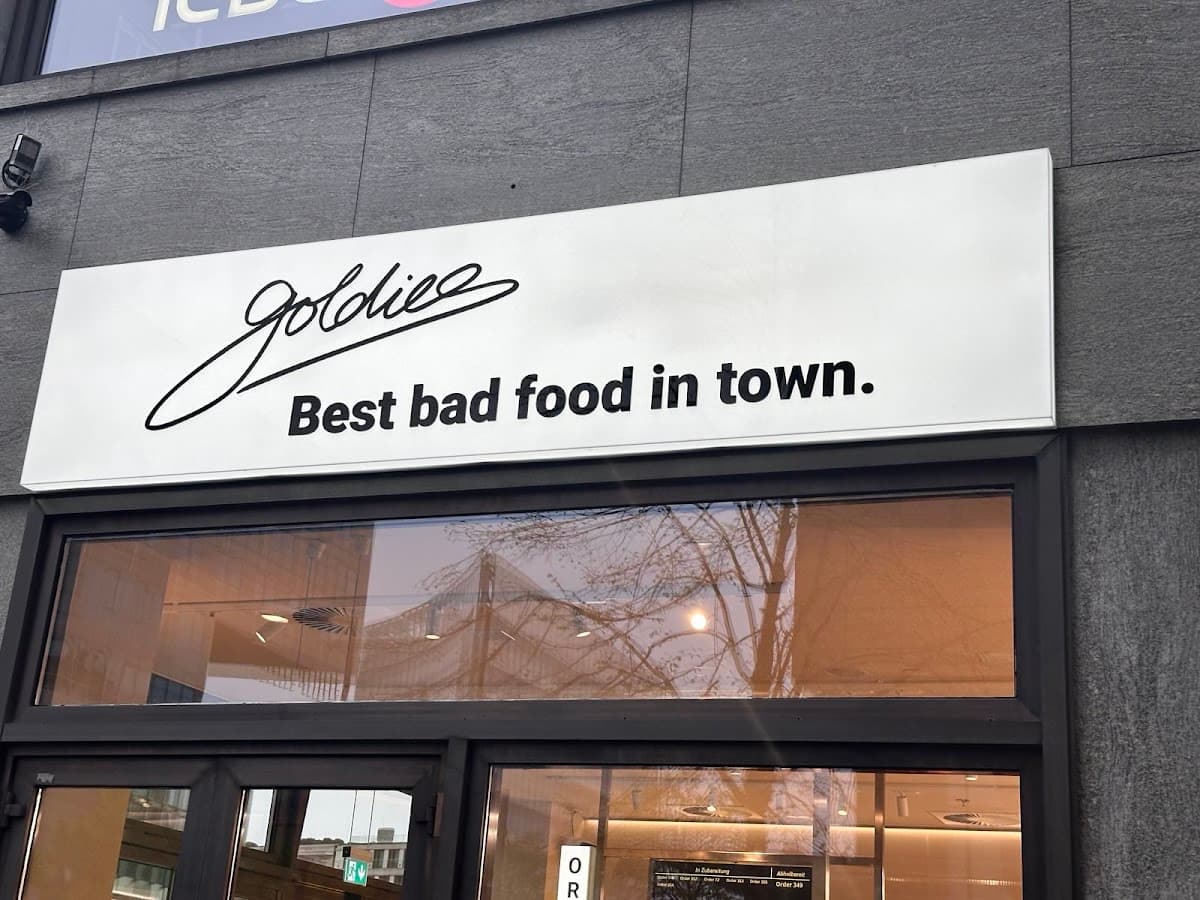 goldies
Best bad food in town.
O
R
In Zubereitung
Abholbereit
Order 349